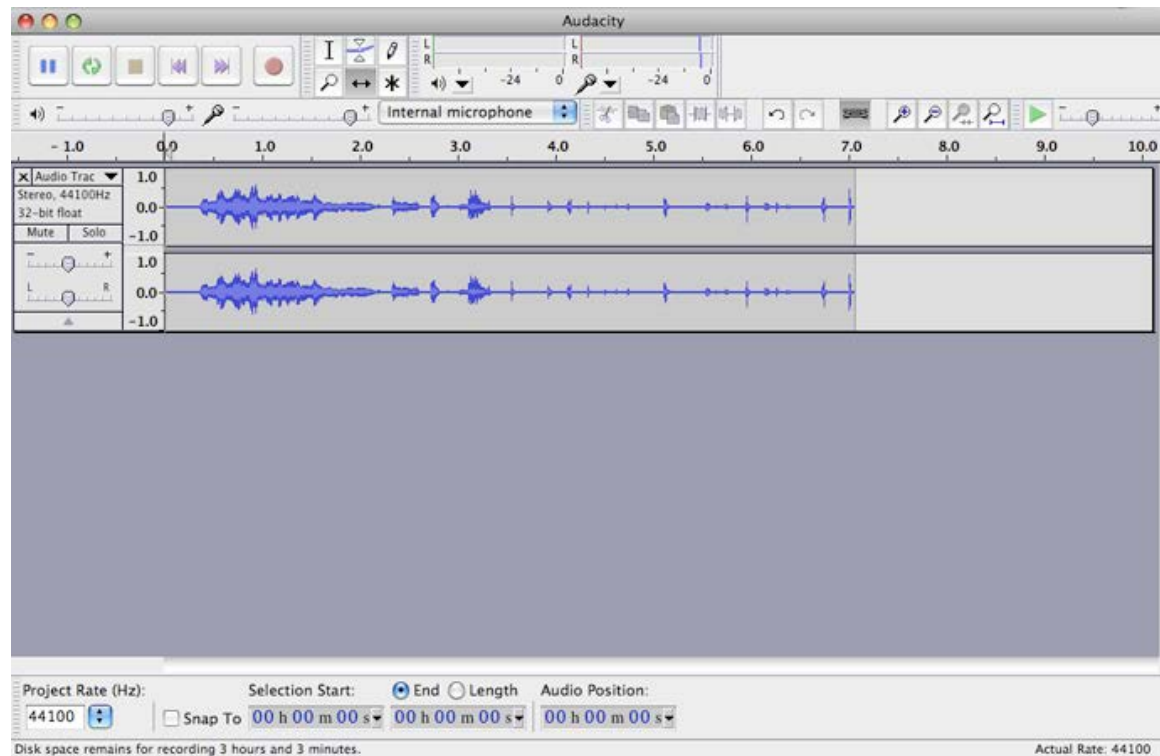 Audacity
L
R
-24 0
L
R
-24 0
Internal microphone
- 1.0 0.0 1.0 2.0 3.0 4.0 5.0 6.0 7.0 8.0 9.0 10.0
Audio Trac
Stereo, 44100Hz
32-bit float
Mute Solo
- +
L R
1.0
0.0
-1.0
1.0
0.0
-1.0
Project Rate (Hz):
44100
Snap To
Selection Start:
00 h 00 m 00 s
End Length
00 h 00 m 00 s
Audio Position:
00 h 00 m 00 s
Disk space remains for recording 3 hours and 3 minutes.
Actual Rate: 44100